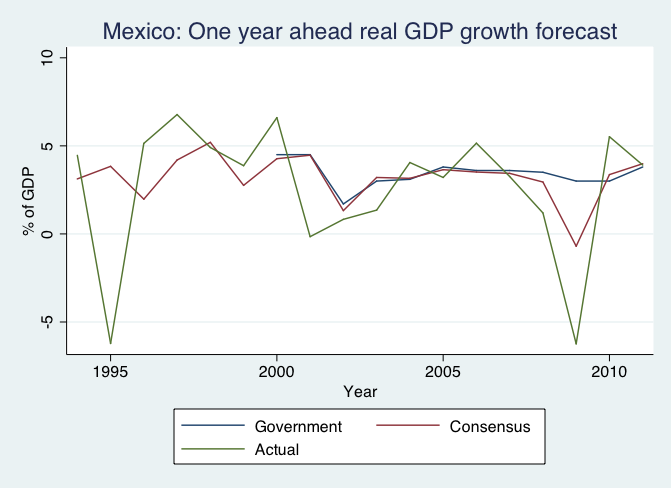 Mexico: One year ahead real GDP growth forecast
10
5
0
-5
% of GDP
1995 2000 2005 2010
Year
Government Consensus
Actual